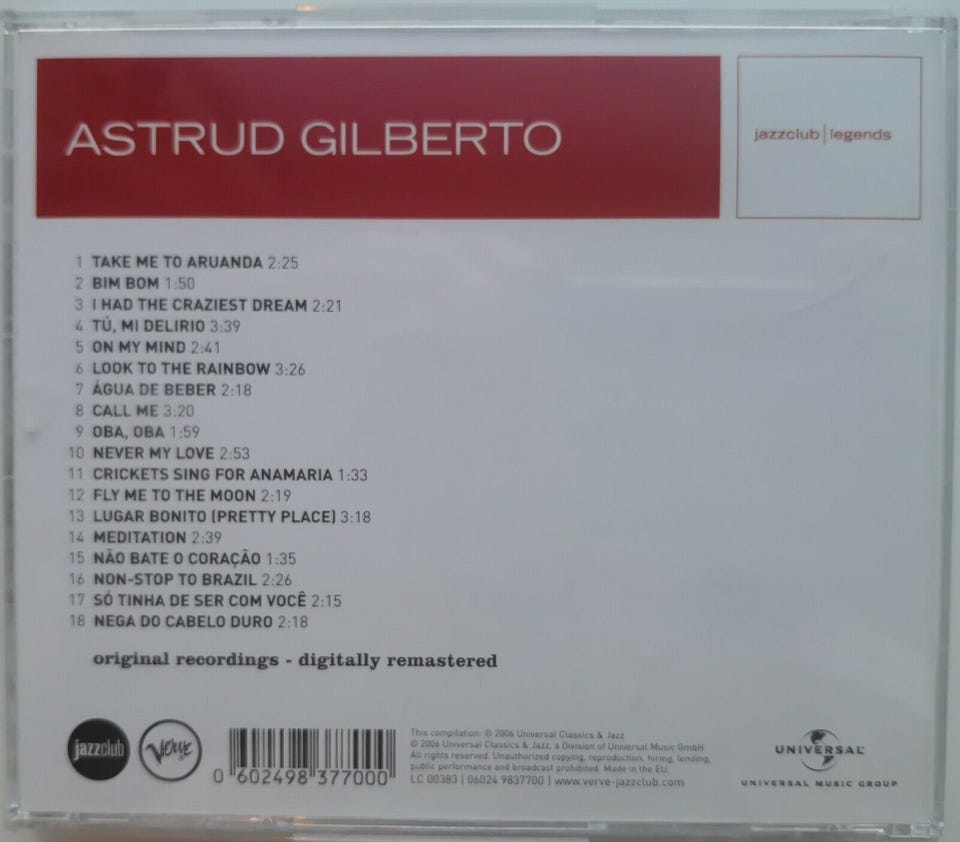 ASTRUD GILBERTO
jazzclub | legends
1 TAKE ME TO ARUANDA 2:25
2 BIM BOM 1:50
3 I HAD THE CRAZIEST DREAM 2:21
4 TÚ, MI DELIRIO 3:39
5 ON MY MIND 2:41
6 LOOK TO THE RAINBOW 3:26
7 ÁGUA DE BEBER 2:18
8 CALL ME 3:20
9 OBA, OBA 1:59
10 NEVER MY LOVE 2:53
11 CRICKETS SING FOR ANAMARIA 1:33
12 FLY ME TO THE MOON 2:19
13 LUGAR BONITO (PRETTY PLACE) 3:18
14 MEDITATION 2:39
15 NÃO BATE O CORAÇÃO 1:35
16 NON-STOP TO BRAZIL 2:26
17 SÓ TINHA DE SER COM VOCÊ 2:15
18 NEGA DO CABELO DURO 2:18
original recordings - digitally remastered
jazzclub
VERVE
0 602498 377000
This compilation: ℗ 2006 Universal Classics & Jazz
© 2006 Universal Classics & Jazz, a Division of Universal Music GmbH
All rights reserved. Unauthorized copying, reproduction, hiring, lending,
public performance and broadcast prohibited. Made in the EU.
LC 00383 | 06024 9837700 | www.verve-jazzclub.com
UNIVERSAL
UNIVERSAL MUSIC GROUP